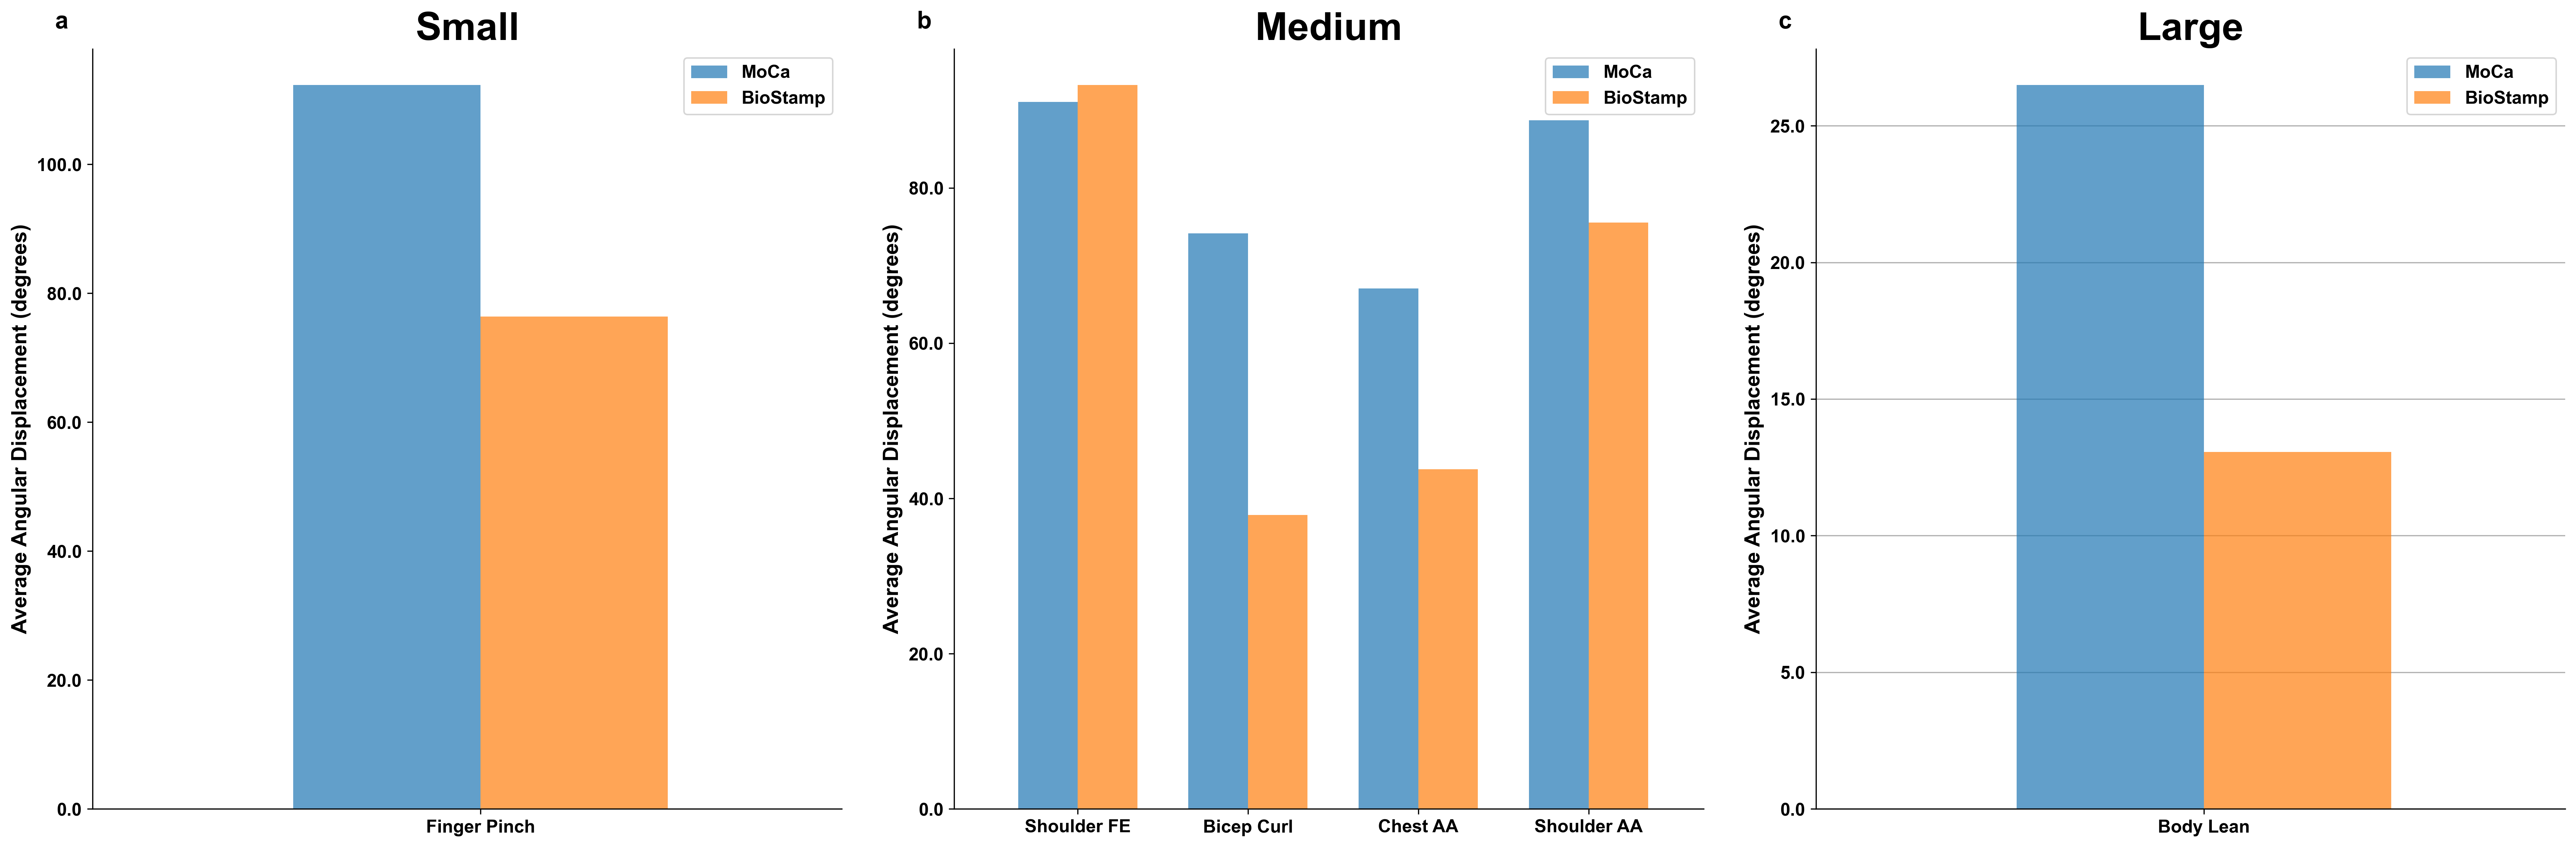 a
Small
MoCa
BioStamp
100.0
80.0
60.0
40.0
20.0
0.0
Average Angular Displacement (degrees)
Finger Pinch
b
Medium
MoCa
BioStamp
80.0
60.0
40.0
20.0
0.0
Average Angular Displacement (degrees)
Shoulder FE
Bicep Curl
Chest AA
Shoulder AA
c
Large
MoCa
BioStamp
25.0
20.0
15.0
10.0
5.0
0.0
Average Angular Displacement (degrees)
Body Lean